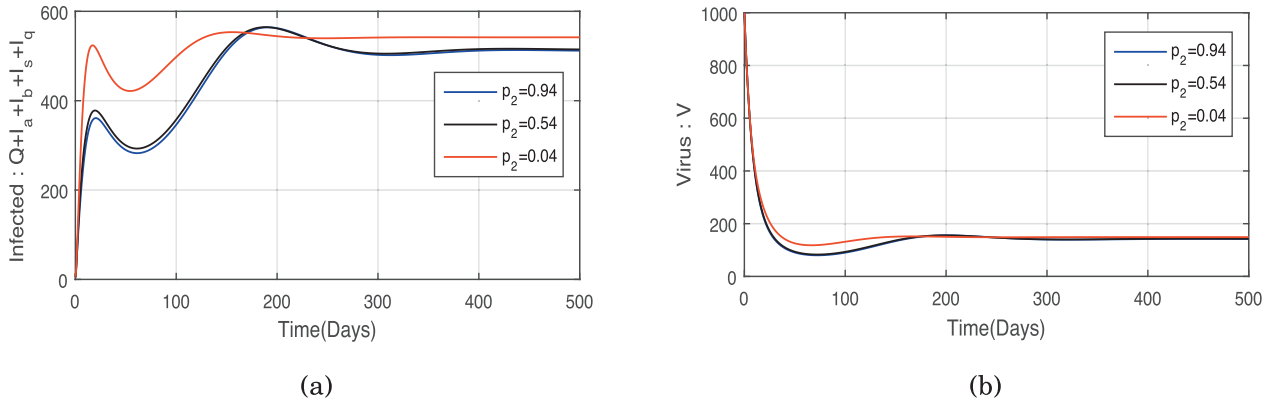 600
400
200
0
0 100 200 300 400 500
Infected : Q+I_a+I_b+I_s+I_q
Time(Days)
p_2=0.94
p_2=0.54
p_2=0.04
(a)
1000
800
600
400
200
0
0 100 200 300 400 500
Virus : V
Time(Days)
p_2=0.94
p_2=0.54
p_2=0.04
(b)